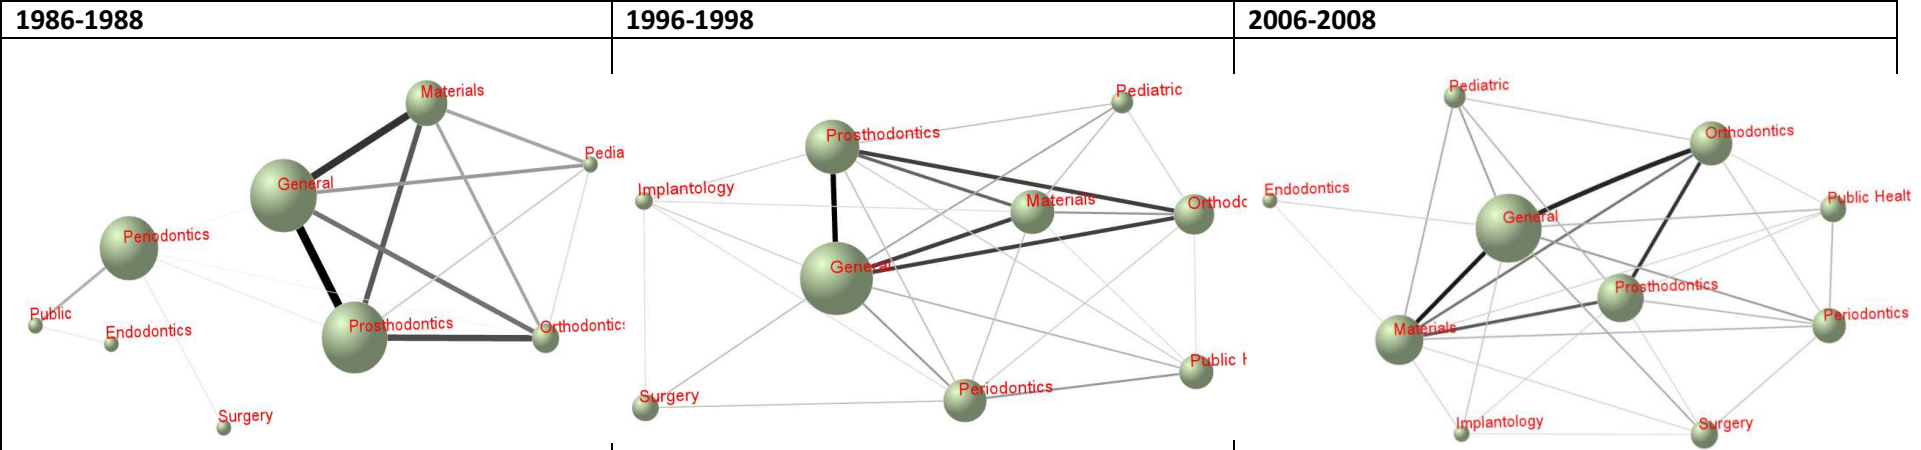 1986-1988
1996-1998
2006-2008
Materials
Pedia
General
Periodontics
Public
Endodontics
Prosthodontics
Orthodontics
Surgery
Pediatric
Prosthodontics
Implantology
Materials
Orthodc
General
Public H
Periodontics
Surgery
Pediatric
Orthodontics
Endodontics
Public Healt
General
Prosthodontics
Periodontics
Materials
Implantology
Surgery